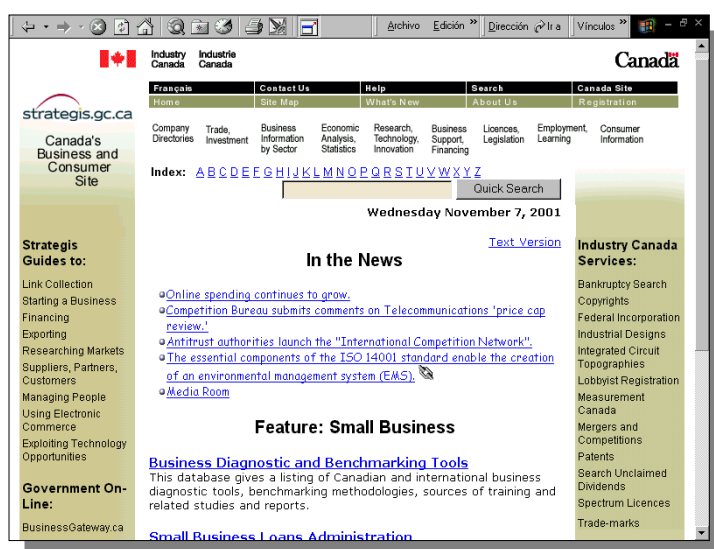 Archivo Edición » Dirección Ir a Vínculos »
Industry Canada
Industrie Canada
Canada
strategis.gc.ca
Canada's
Business and
Consumer
Site
Français Contact Us Help Search Canada Site
Home Site Map What's New About Us Registration
Company Directories
Trade, Investment
Business Information by Sector
Economic Analysis, Statistics
Research, Technology, Innovation
Business Support, Financing
Licences, Legislation
Employment, Learning
Consumer Information
Index: A B C D E F G H I J K L M N O P Q R S T U V W X Y Z
Quick Search
Wednesday November 7, 2001
Text Version
Strategis
Guides to:
Link Collection
Starting a Business
Financing
Exporting
Researching Markets
Suppliers, Partners,
Customers
Managing People
Using Electronic
Commerce
Exploiting Technology
Opportunities
Government On-
Line:
BusinessGateway.ca
In the News
Online spending continues to grow.
Competition Bureau submits comments on Telecommunications 'price cap
review.'
Antitrust authorities launch the "International Competition Network".
The essential components of the ISO 14001 standard enable the creation
of an environmental management system (EMS).
Media Room
Feature: Small Business
Business Diagnostic and Benchmarking Tools
This database gives a listing of Canadian and international business
diagnostic tools, benchmarking methodologies, sources of training and
related studies and reports.
Small Business Loans Administration
Industry Canada
Services:
Bankruptcy Search
Copyrights
Federal Incorporation
Industrial Designs
Integrated Circuit
Topographies
Lobbyist Registration
Measurement
Canada
Mergers and
Competitions
Patents
Search Unclaimed
Dividends
Spectrum Licences
Trade-marks